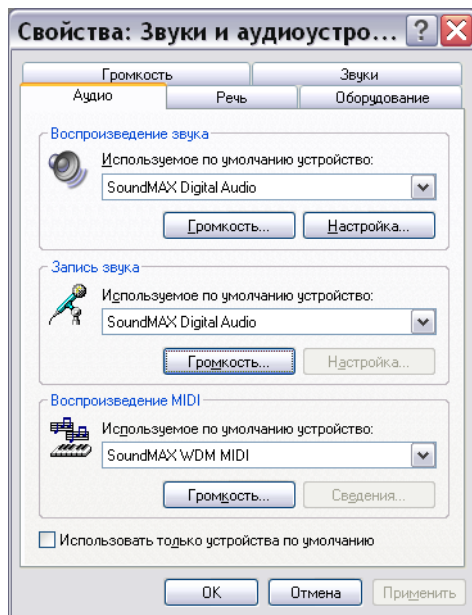 Свойства: Звуки и аудиоустро...
Громкость
Звуки
Аудио
Речь
Оборудование
Воспроизведение звука
Используемое по умолчанию устройство:
SoundMAX Digital Audio
Громкость...
Настройка...
Запись звука
Используемое по умолчанию устройство:
SoundMAX Digital Audio
Громкость...
Настройка...
Воспроизведение MIDI
Используемое по умолчанию устройство:
SoundMAX WDM MIDI
Громкость...
Сведения...
Использовать только устройства по умолчанию
OK
Отмена
Применить